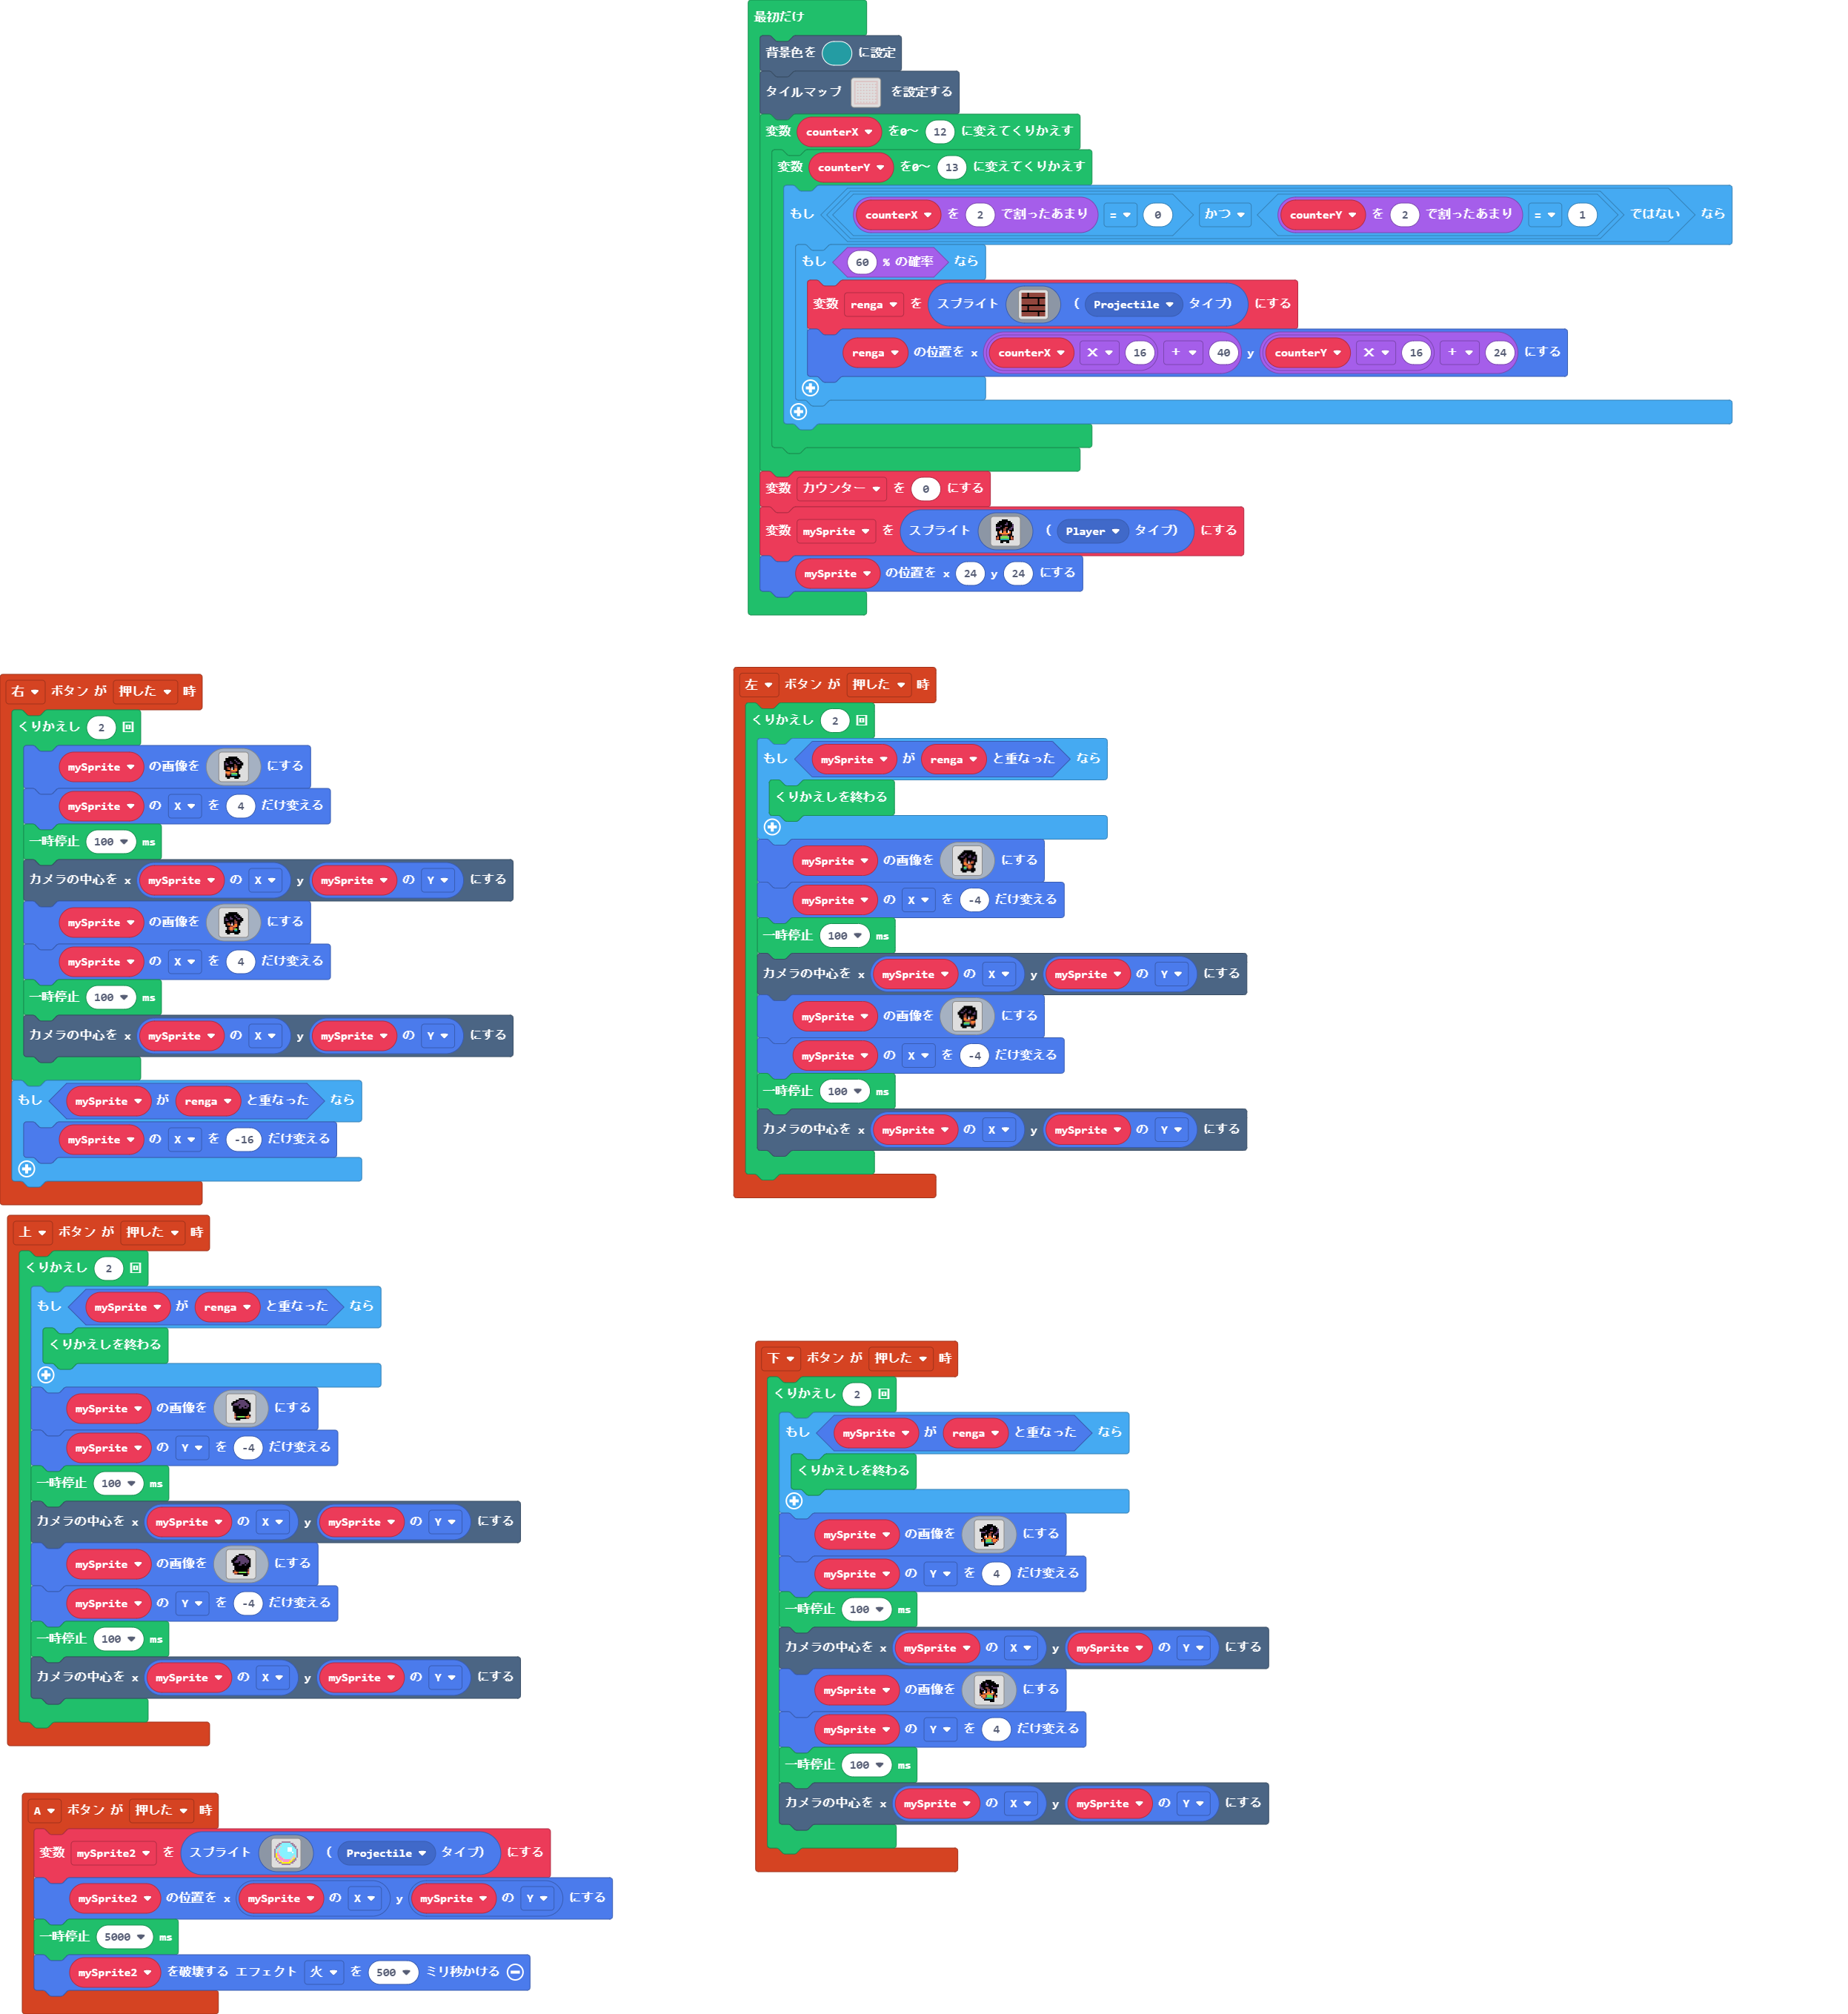 最初だけ
背景色を に設定
タイルマップ を設定する
変数 counterX を0～ 12 に変えてくりかえす
変数 counterY を0～ 13 に変えてくりかえす
もし counterX を 2 で割ったあまり = 0 かつ counterY を 2 で割ったあまり = 1 ではない なら
もし 60 % の確率 なら
変数 renga を スプライト ( Projectile タイプ) にする
renga の位置を x counterX × 16 + 40 y counterY × 16 + 24 にする
変数 カウンター を 0 にする
変数 mySprite を スプライト ( Player タイプ) にする
mySprite の位置を x 24 y 24 にする
右 ボタン が 押した 時
くりかえし 2 回
mySprite の画像を にする
mySprite の X を 4 だけ変える
一時停止 100 ms
カメラの中心を x mySprite の X y mySprite の Y にする
mySprite の画像を にする
mySprite の X を 4 だけ変える
一時停止 100 ms
カメラの中心を x mySprite の X y mySprite の Y にする
もし mySprite が renga と重なった なら
mySprite の X を -16 だけ変える
左 ボタン が 押した 時
くりかえし 2 回
もし mySprite が renga と重なった なら
くりかえしを終わる
mySprite の画像を にする
mySprite の X を -4 だけ変える
一時停止 100 ms
カメラの中心を x mySprite の X y mySprite の Y にする
mySprite の画像を にする
mySprite の X を -4 だけ変える
一時停止 100 ms
カメラの中心を x mySprite の X y mySprite の Y にする
上 ボタン が 押した 時
くりかえし 2 回
もし mySprite が renga と重なった なら
くりかえしを終わる
mySprite の画像を にする
mySprite の Y を -4 だけ変える
一時停止 100 ms
カメラの中心を x mySprite の X y mySprite の Y にする
mySprite の画像を にする
mySprite の Y を -4 だけ変える
一時停止 100 ms
カメラの中心を x mySprite の X y mySprite の Y にする
下 ボタン が 押した 時
くりかえし 2 回
もし mySprite が renga と重なった なら
くりかえしを終わる
mySprite の画像を にする
mySprite の Y を 4 だけ変える
一時停止 100 ms
カメラの中心を x mySprite の X y mySprite の Y にする
mySprite の画像を にする
mySprite の Y を 4 だけ変える
一時停止 100 ms
カメラの中心を x mySprite の X y mySprite の Y にする
A ボタン が 押した 時
変数 mySprite2 を スプライト ( Projectile タイプ) にする
mySprite2 の位置を x mySprite の X y mySprite の Y にする
一時停止 5000 ms
mySprite2 を破壊する エフェクト 火 を 500 ミリ秒かける